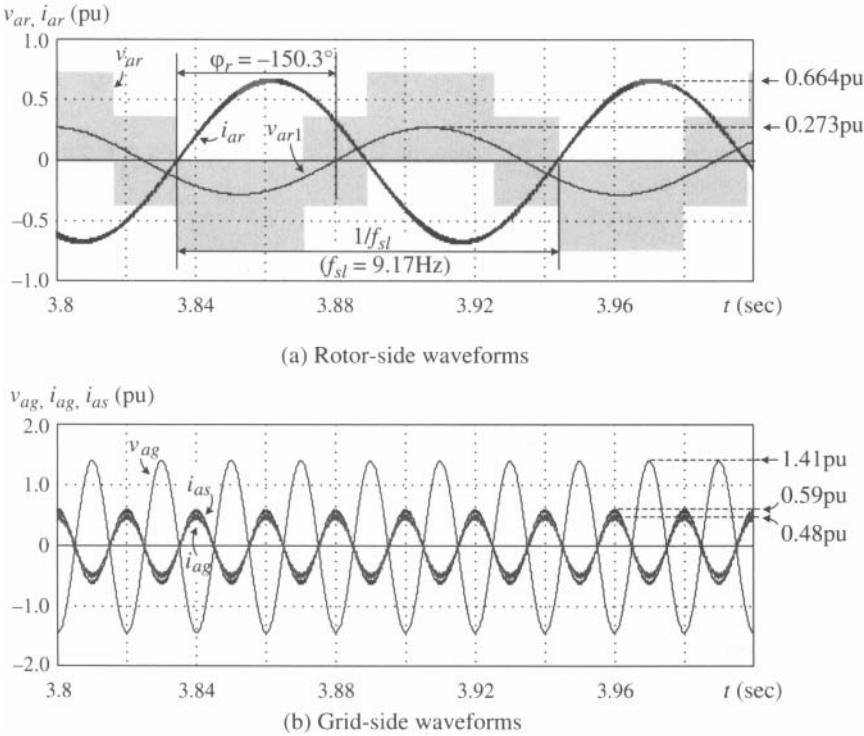 v_ar, i_ar (pu)
1.0
0.5
0
−0.5
−1.0
v_ar
φ_r = −150.3°
i_ar
v_ar1
0.664pu
0.273pu
1/f_sl
(f_sl = 9.17Hz)
3.8 3.84 3.88 3.92 3.96 t (sec)
(a) Rotor-side waveforms
v_ag, i_ag, i_as (pu)
2.0
1.0
0
−1.0
−2.0
v_ag
i_as
i_ag
1.41pu
0.59pu
0.48pu
3.8 3.84 3.88 3.92 3.96 t (sec)
(b) Grid-side waveforms